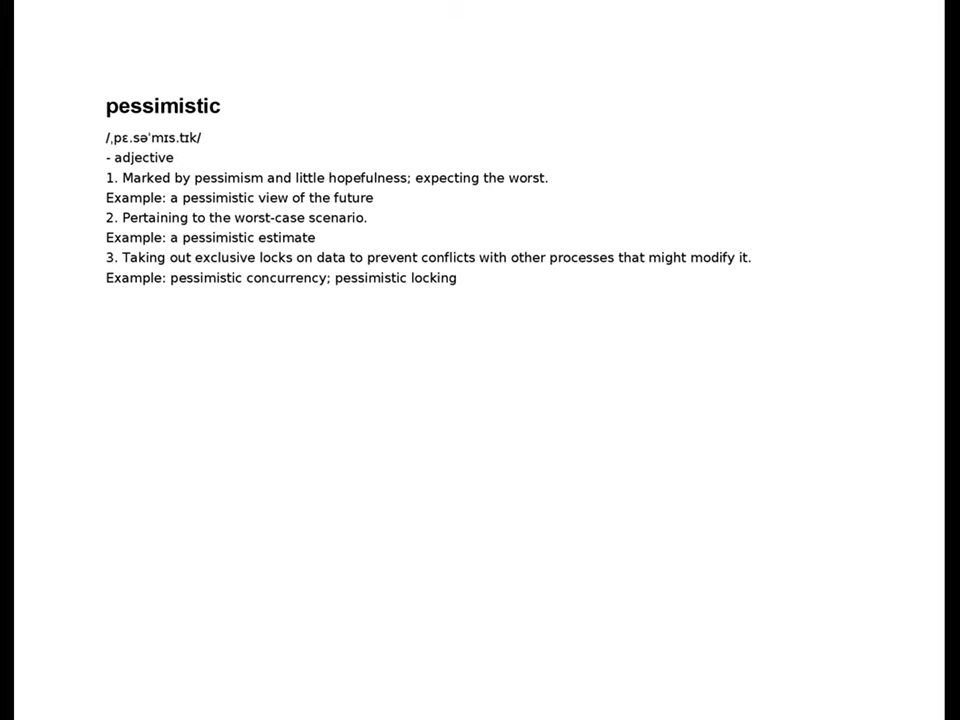 pessimistic
/ˌpɛ.səˈmɪs.tɪk/
- adjective
1. Marked by pessimism and little hopefulness; expecting the worst.
Example: a pessimistic view of the future
2. Pertaining to the worst-case scenario.
Example: a pessimistic estimate
3. Taking out exclusive locks on data to prevent conflicts with other processes that might modify it.
Example: pessimistic concurrency; pessimistic locking